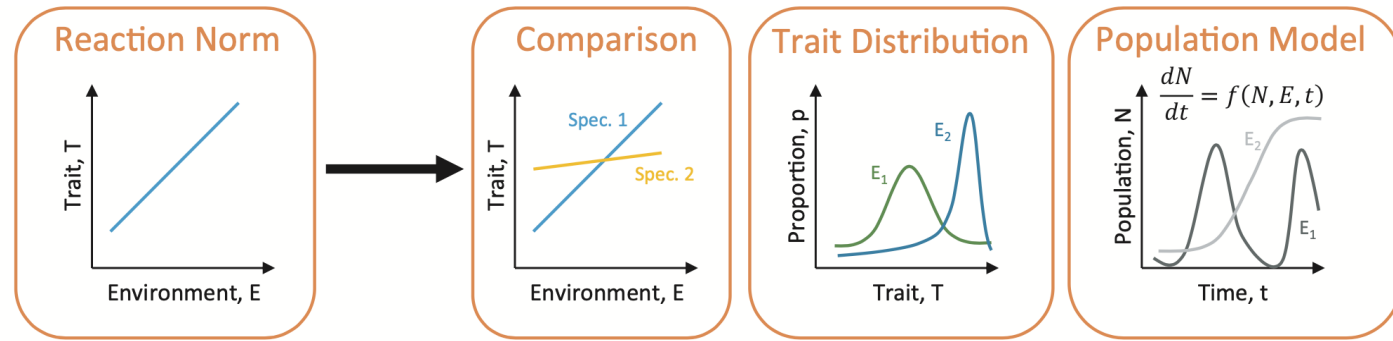 Reaction Norm
Trait, T
Environment, E
Comparison
Trait, T
Spec. 1
Spec. 2
Environment, E
Trait Distribution
Proportion, p
E₁
E₂
Trait, T
Population Model
dN/dt = f(N, E, t)
Population, N
E₂
E₁
Time, t